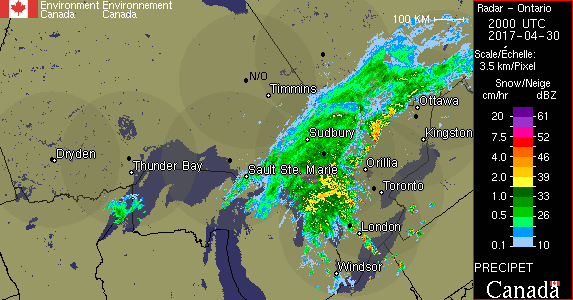 Environment Environnement
Canada Canada
100 KM
N/O
Timmins
Ottawa
Sudbury
Kingston
Dryden
Thunder Bay
Sault Ste. Marie
Orillia
Toronto
London
Windsor
Radar - Ontario
2000 UTC
2017-04-30
Scale/Échelle:
3.5 km/Pixel
Snow/Neige
cm/hr dBZ
20 61
7.5 52
4.0 46
2.0 39
1.0 33
0.5 26
0.1 10
PRECIPET
Canada